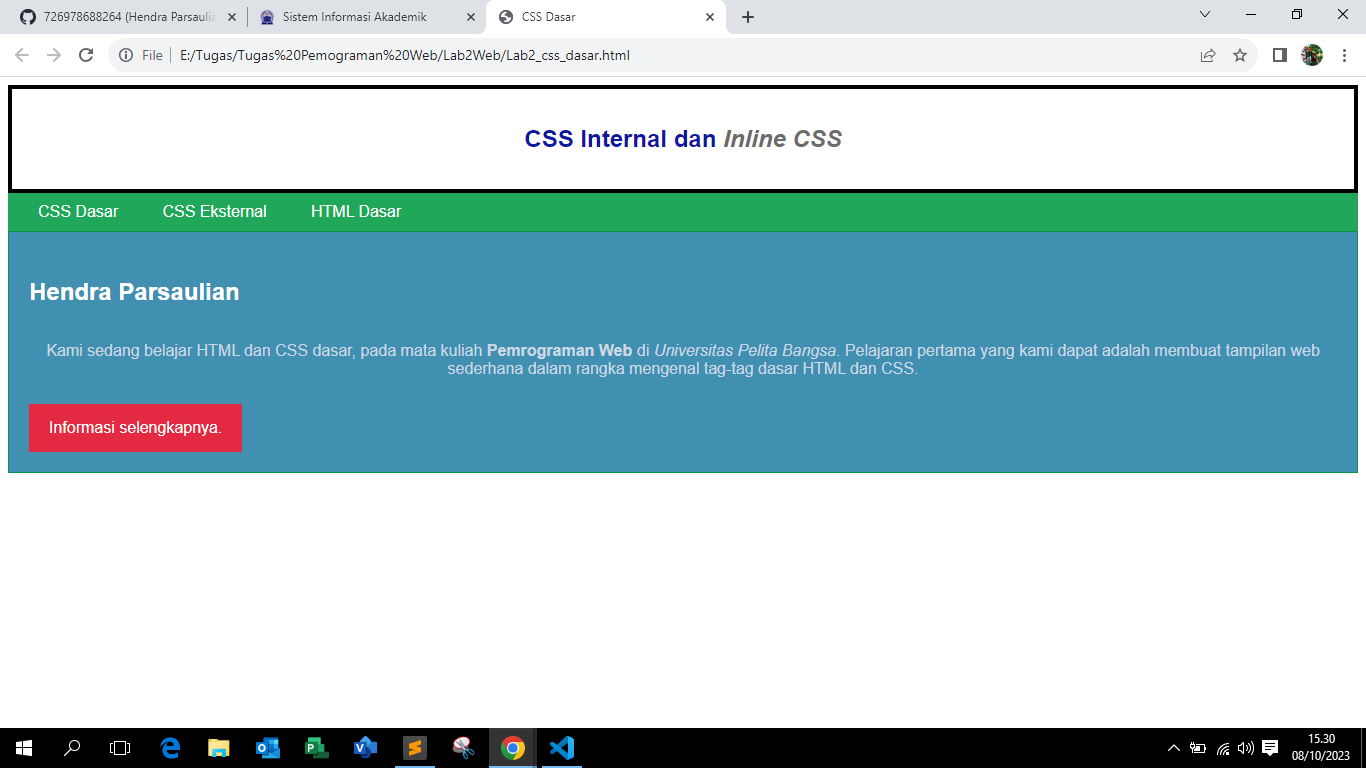 726978688264 (Hendra Parsaulia
Sistem Informasi Akademik
CSS Dasar
File
E:/Tugas/Tugas%20Pemograman%20Web/Lab2Web/Lab2_css_dasar.html
CSS Internal dan Inline CSS
CSS Dasar CSS Eksternal HTML Dasar
Hendra Parsaulian
Kami sedang belajar HTML dan CSS dasar, pada mata kuliah Pemrograman Web di Universitas Pelita Bangsa. Pelajaran pertama yang kami dapat adalah membuat tampilan web
sederhana dalam rangka mengenal tag-tag dasar HTML dan CSS.
Informasi selengkapnya.
15.30
08/10/2023